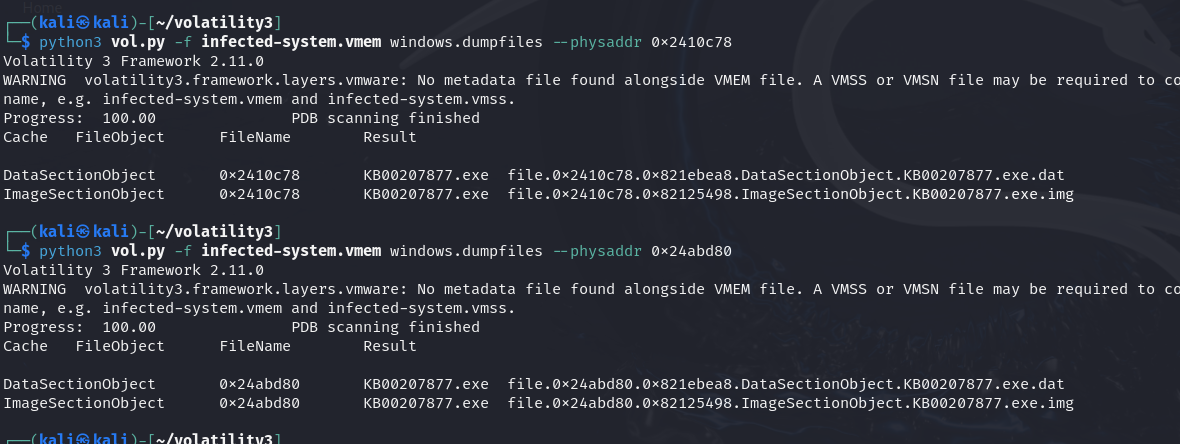 Home
┌──(kali㉿kali)-[~/volatility3]
└─$ python3 vol.py -f infected-system.vmem windows.dumpfiles --physaddr 0×2410c78
Volatility 3 Framework 2.11.0
WARNING  volatility3.framework.layers.vmware: No metadata file found alongside VMEM file. A VMSS or VMSN file may be required to co
name, e.g. infected-system.vmem and infected-system.vmss.
Progress:  100.00               PDB scanning finished
Cache   FileObject      FileName        Result

DataSectionObject       0×2410c78       KB00207877.exe  file.0×2410c78.0×821ebea8.DataSectionObject.KB00207877.exe.dat
ImageSectionObject      0×2410c78       KB00207877.exe  file.0×2410c78.0×82125498.ImageSectionObject.KB00207877.exe.img

┌──(kali㉿kali)-[~/volatility3]
└─$ python3 vol.py -f infected-system.vmem windows.dumpfiles --physaddr 0×24abd80
Volatility 3 Framework 2.11.0
WARNING  volatility3.framework.layers.vmware: No metadata file found alongside VMEM file. A VMSS or VMSN file may be required to co
name, e.g. infected-system.vmem and infected-system.vmss.
Progress:  100.00               PDB scanning finished
Cache   FileObject      FileName        Result

DataSectionObject       0×24abd80       KB00207877.exe  file.0×24abd80.0×821ebea8.DataSectionObject.KB00207877.exe.dat
ImageSectionObject      0×24abd80       KB00207877.exe  file.0×24abd80.0×82125498.ImageSectionObject.KB00207877.exe.img

┌──(kali㉿kali)-[~/volatility3]